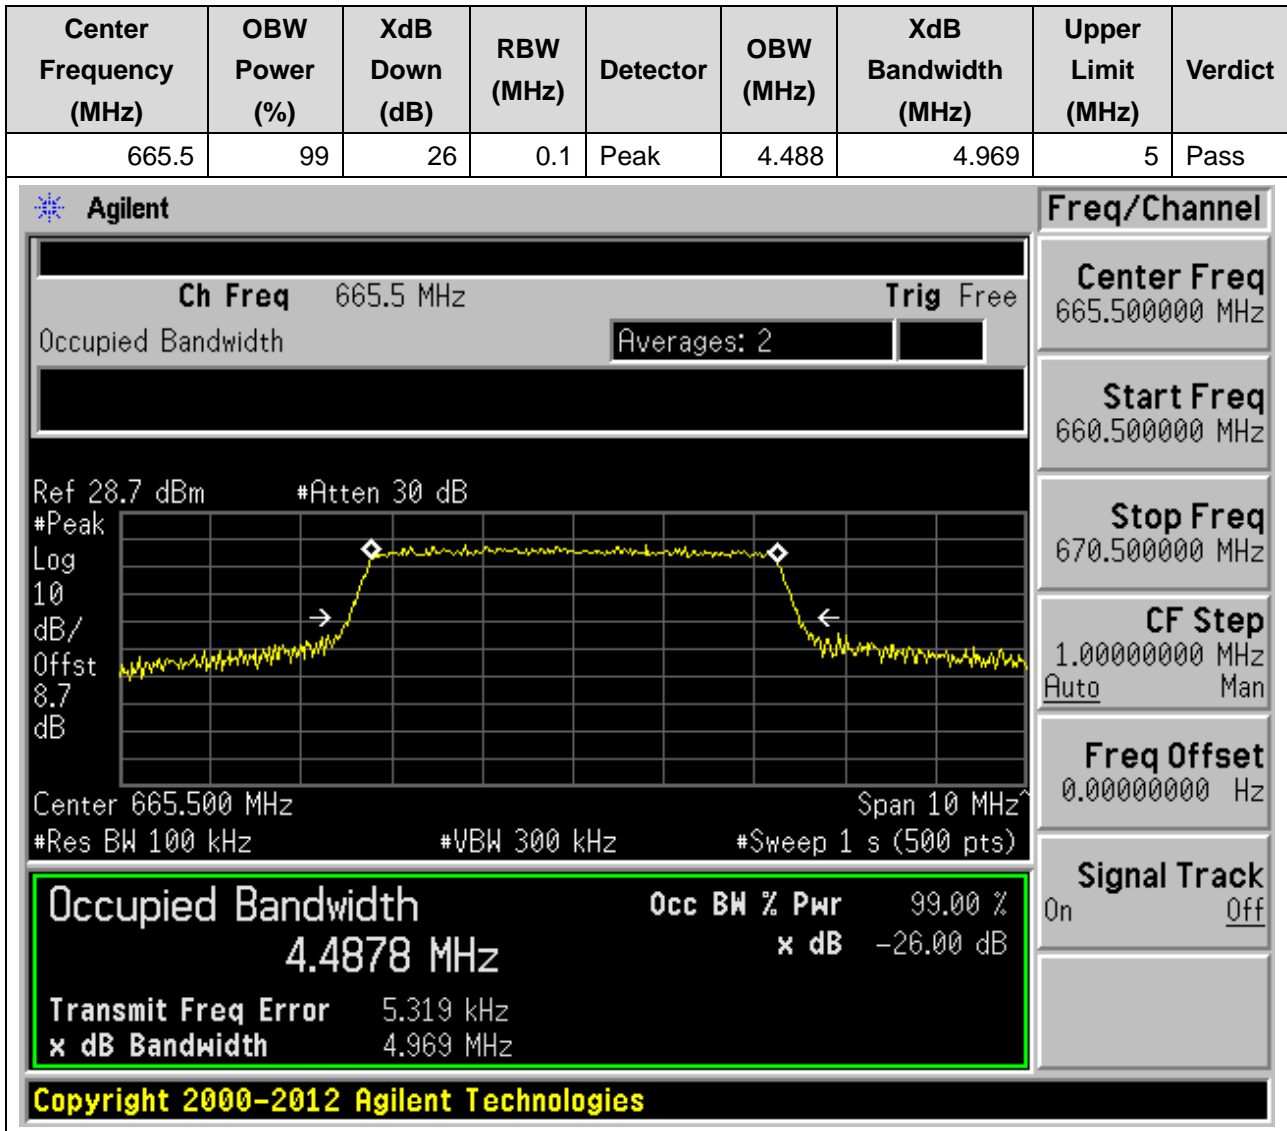 Center Frequency (MHz) OBW Power (%) XdB Down (dB) RBW (MHz) Detector OBW (MHz) XdB Bandwidth (MHz) Upper Limit (MHz) Verdict
665.5 99 26 0.1 Peak 4.488 4.969 5 Pass
Agilent
Freq/Channel
Ch Freq 665.5 MHz Trig Free
Occupied Bandwidth Averages: 2
Center Freq
665.500000 MHz
Start Freq
660.500000 MHz
Stop Freq
670.500000 MHz
CF Step
1.00000000 MHz
Auto Man
Freq Offset
0.00000000 Hz
Signal Track
On Off
Ref 28.7 dBm #Atten 30 dB
#Peak
Log
10
dB/
Offst
8.7
dB
Center 665.500 MHz Span 10 MHz^
#Res BW 100 kHz #VBW 300 kHz #Sweep 1 s (500 pts)
Occupied Bandwidth
4.4878 MHz
Occ BW % Pwr 99.00 %
x dB -26.00 dB
Transmit Freq Error 5.319 kHz
x dB Bandwidth 4.969 MHz
Copyright 2000-2012 Agilent Technologies